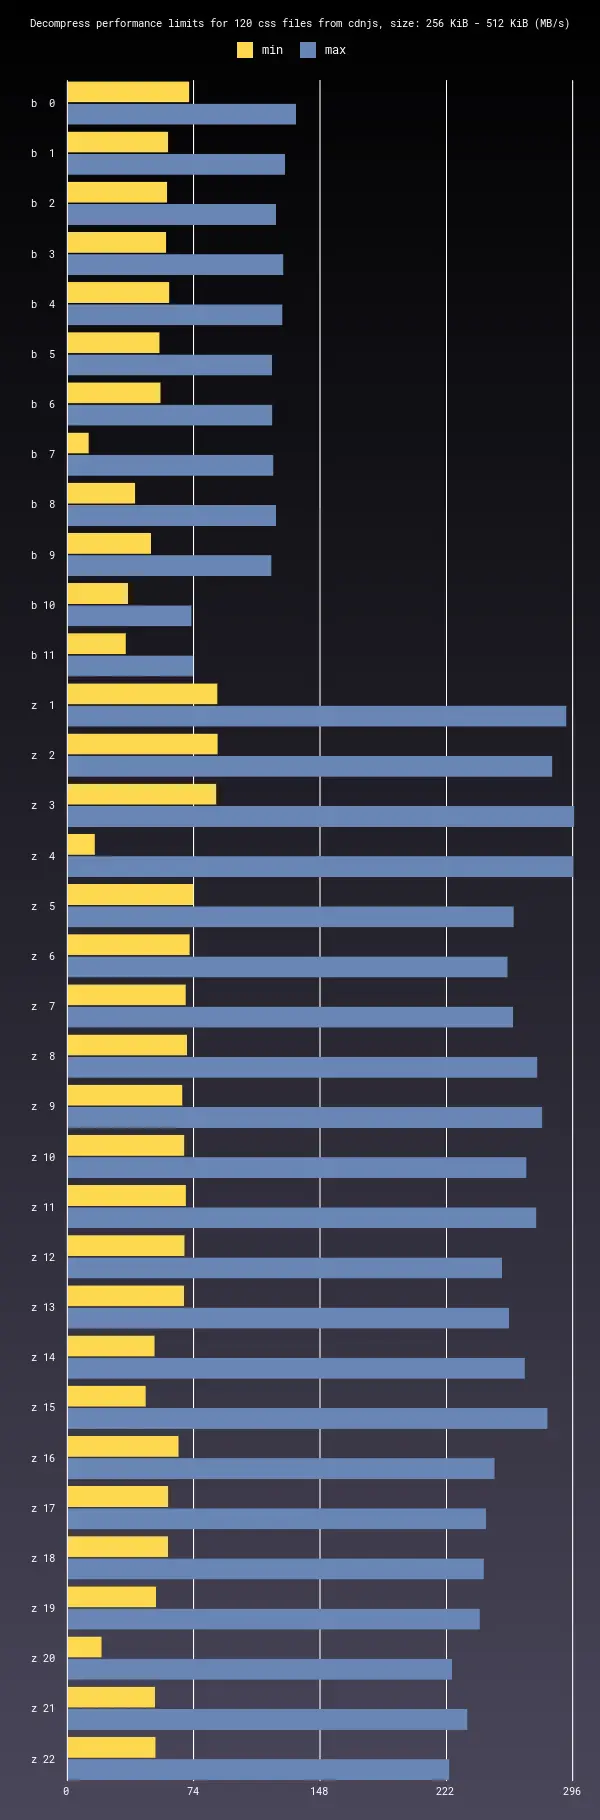 Decompress performance limits for 120 css files from cdnjs, size: 256 KiB - 512 KiB (MB/s)
min max
b 0
b 1
b 2
b 3
b 4
b 5
b 6
b 7
b 8
b 9
b 10
b 11
z 1
z 2
z 3
z 4
z 5
z 6
z 7
z 8
z 9
z 10
z 11
z 12
z 13
z 14
z 15
z 16
z 17
z 18
z 19
z 20
z 21
z 22
0 74 148 222 296